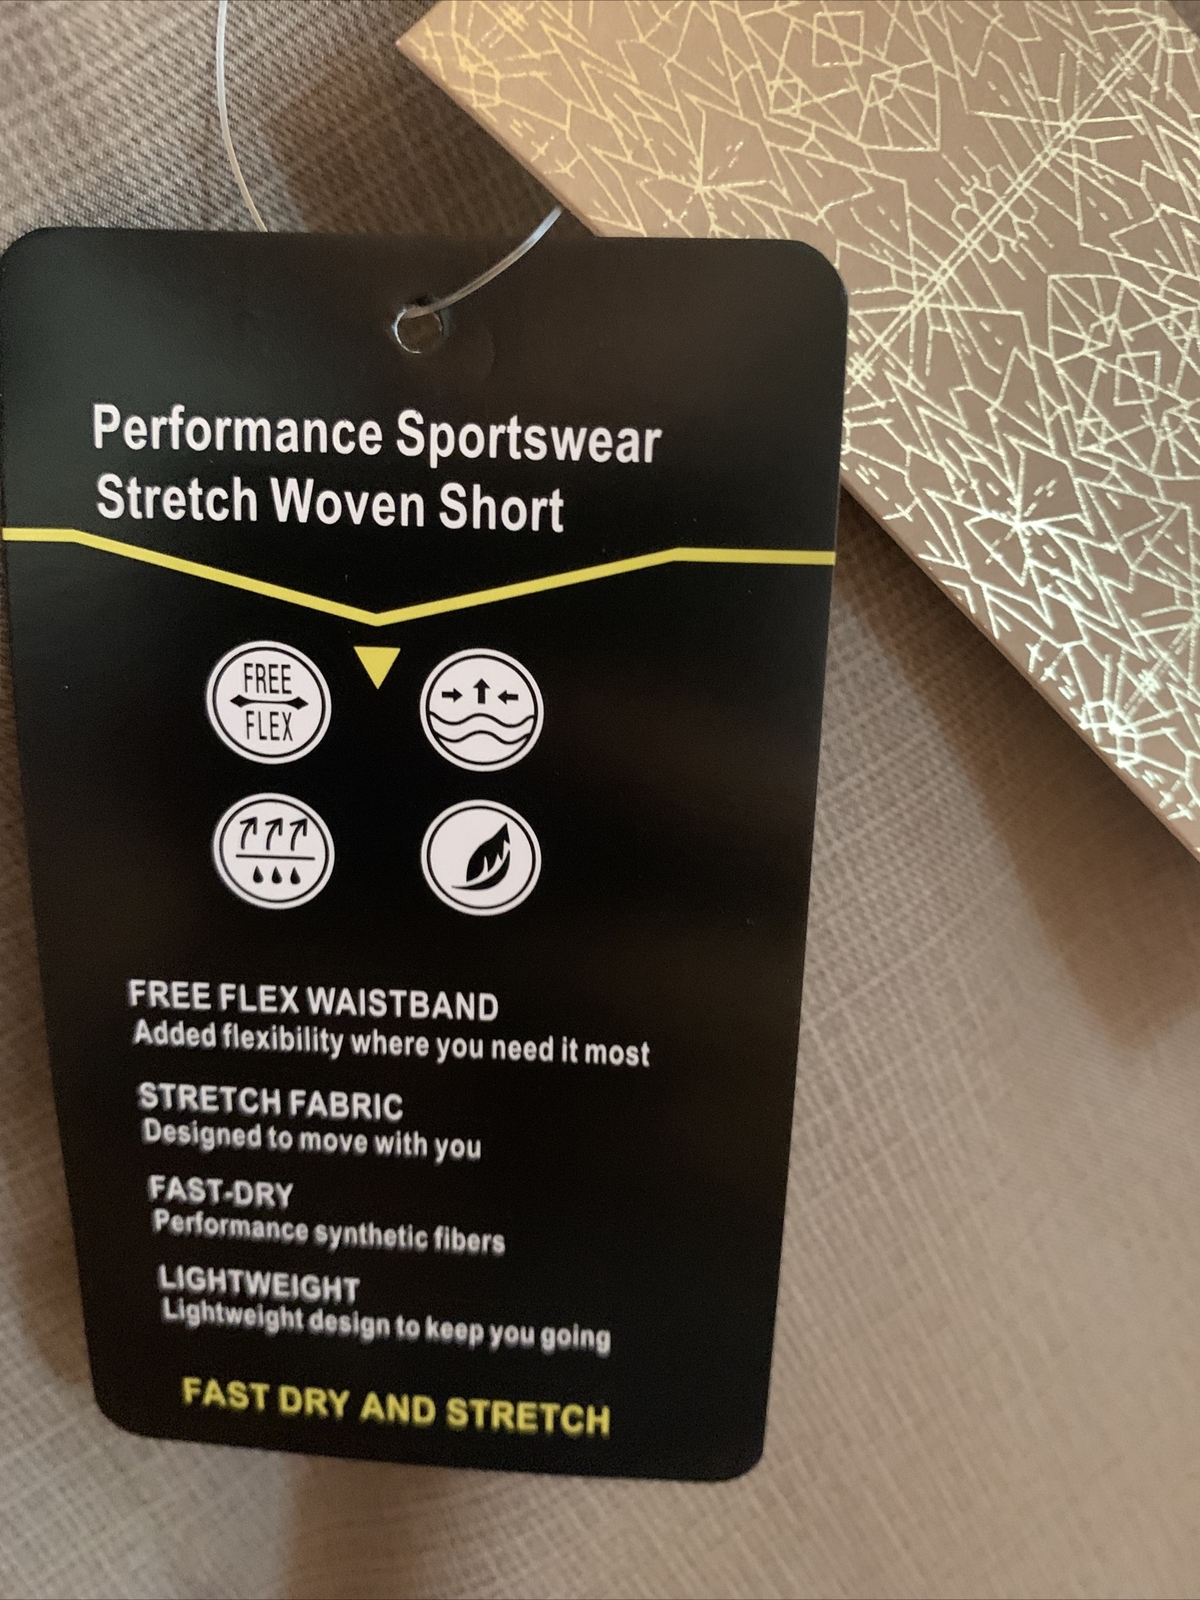 Performance Sportswear
Stretch Woven Short
FREE
FLEX
FREE FLEX WAISTBAND
Added flexibility where you need it most
STRETCH FABRIC
Designed to move with you
FAST-DRY
Performance synthetic fibers
LIGHTWEIGHT
Lightweight design to keep you going
FAST DRY AND STRETCH